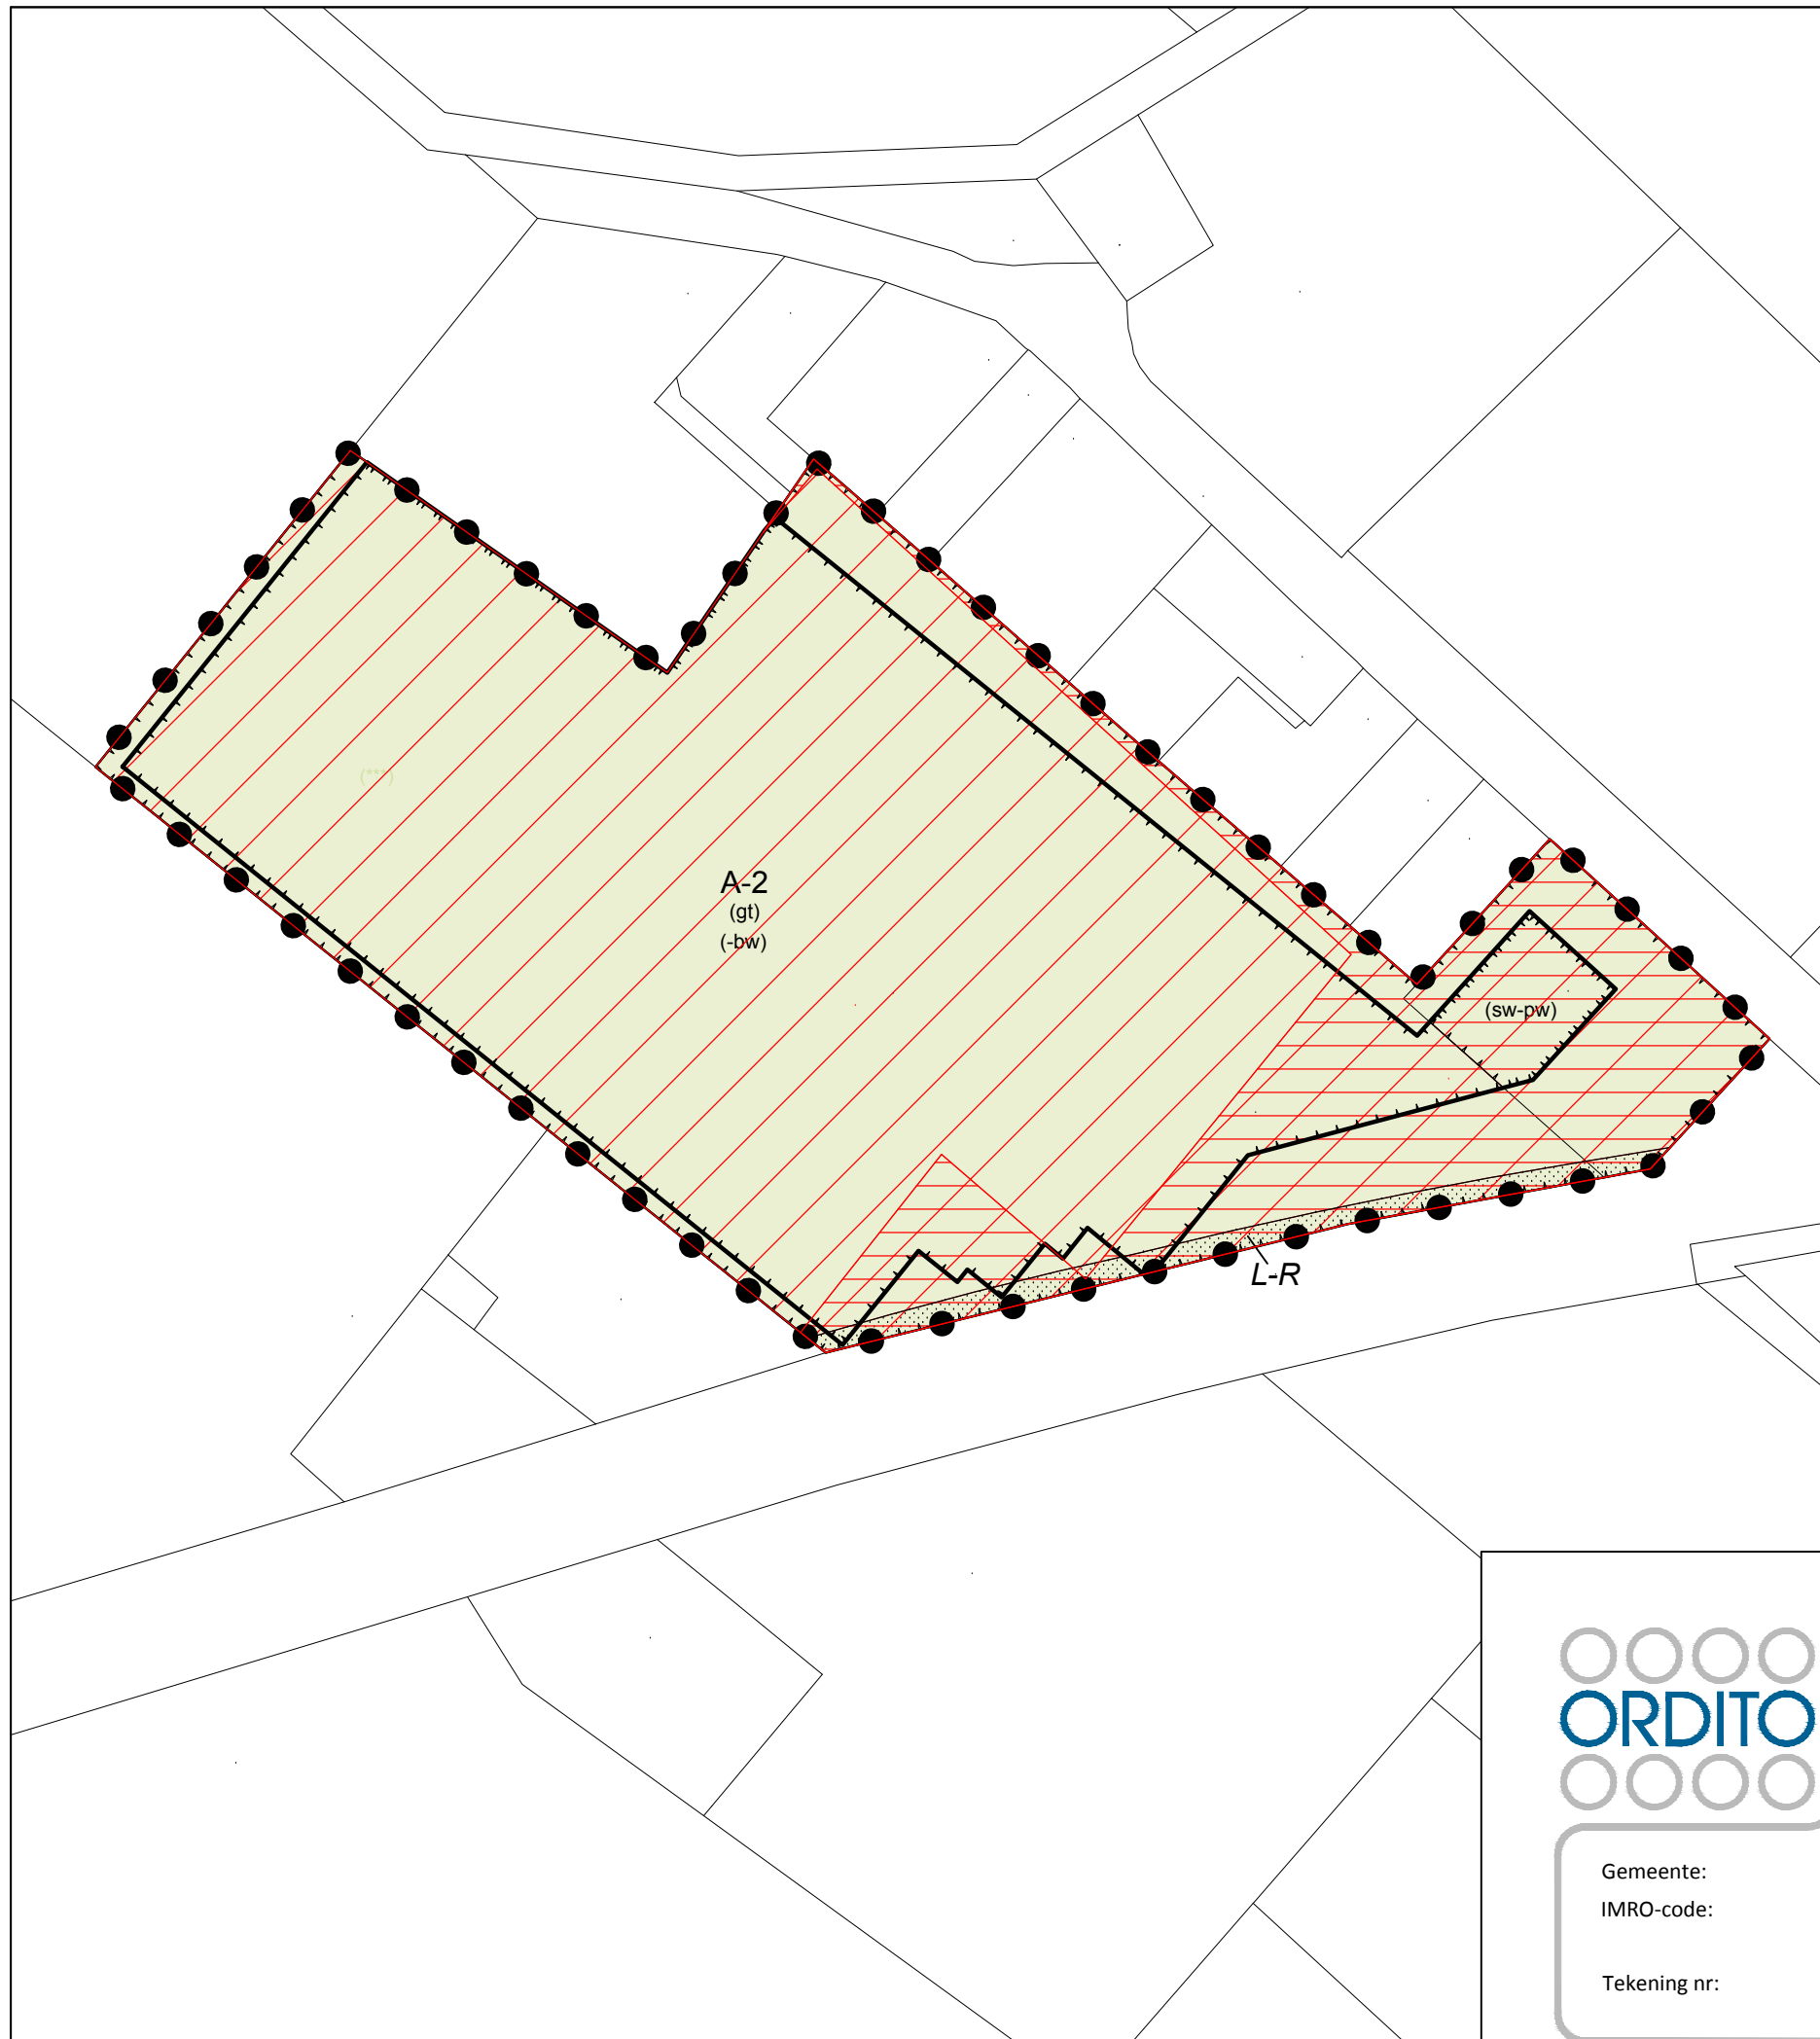 (***)
A-2
(gt)
(-bw)
(sw-pw)
L-R
ORDITO
Gemeente:
IMRO-code:
Tekening nr: